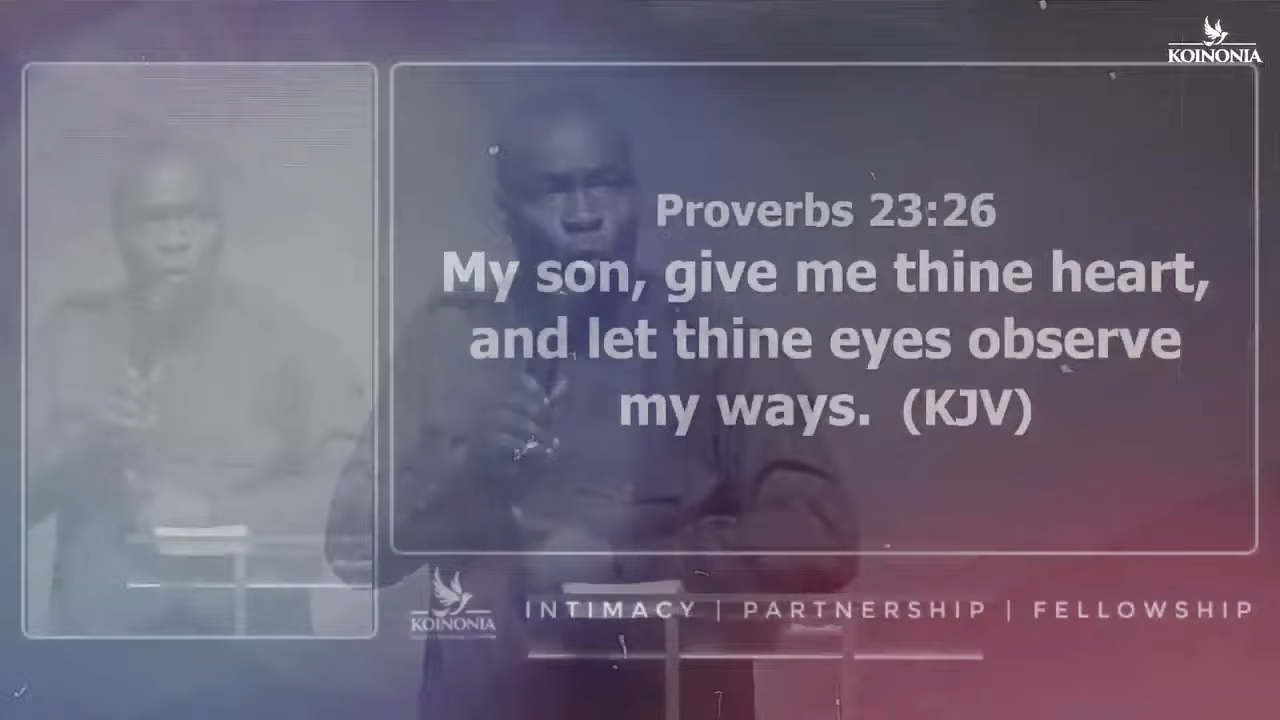 KOINONIA
Proverbs 23:26
My son, give me thine heart,
and let thine eyes observe
my ways. (KJV)
KOINONIA
INTIMACY | PARTNERSHIP | FELLOWSHIP